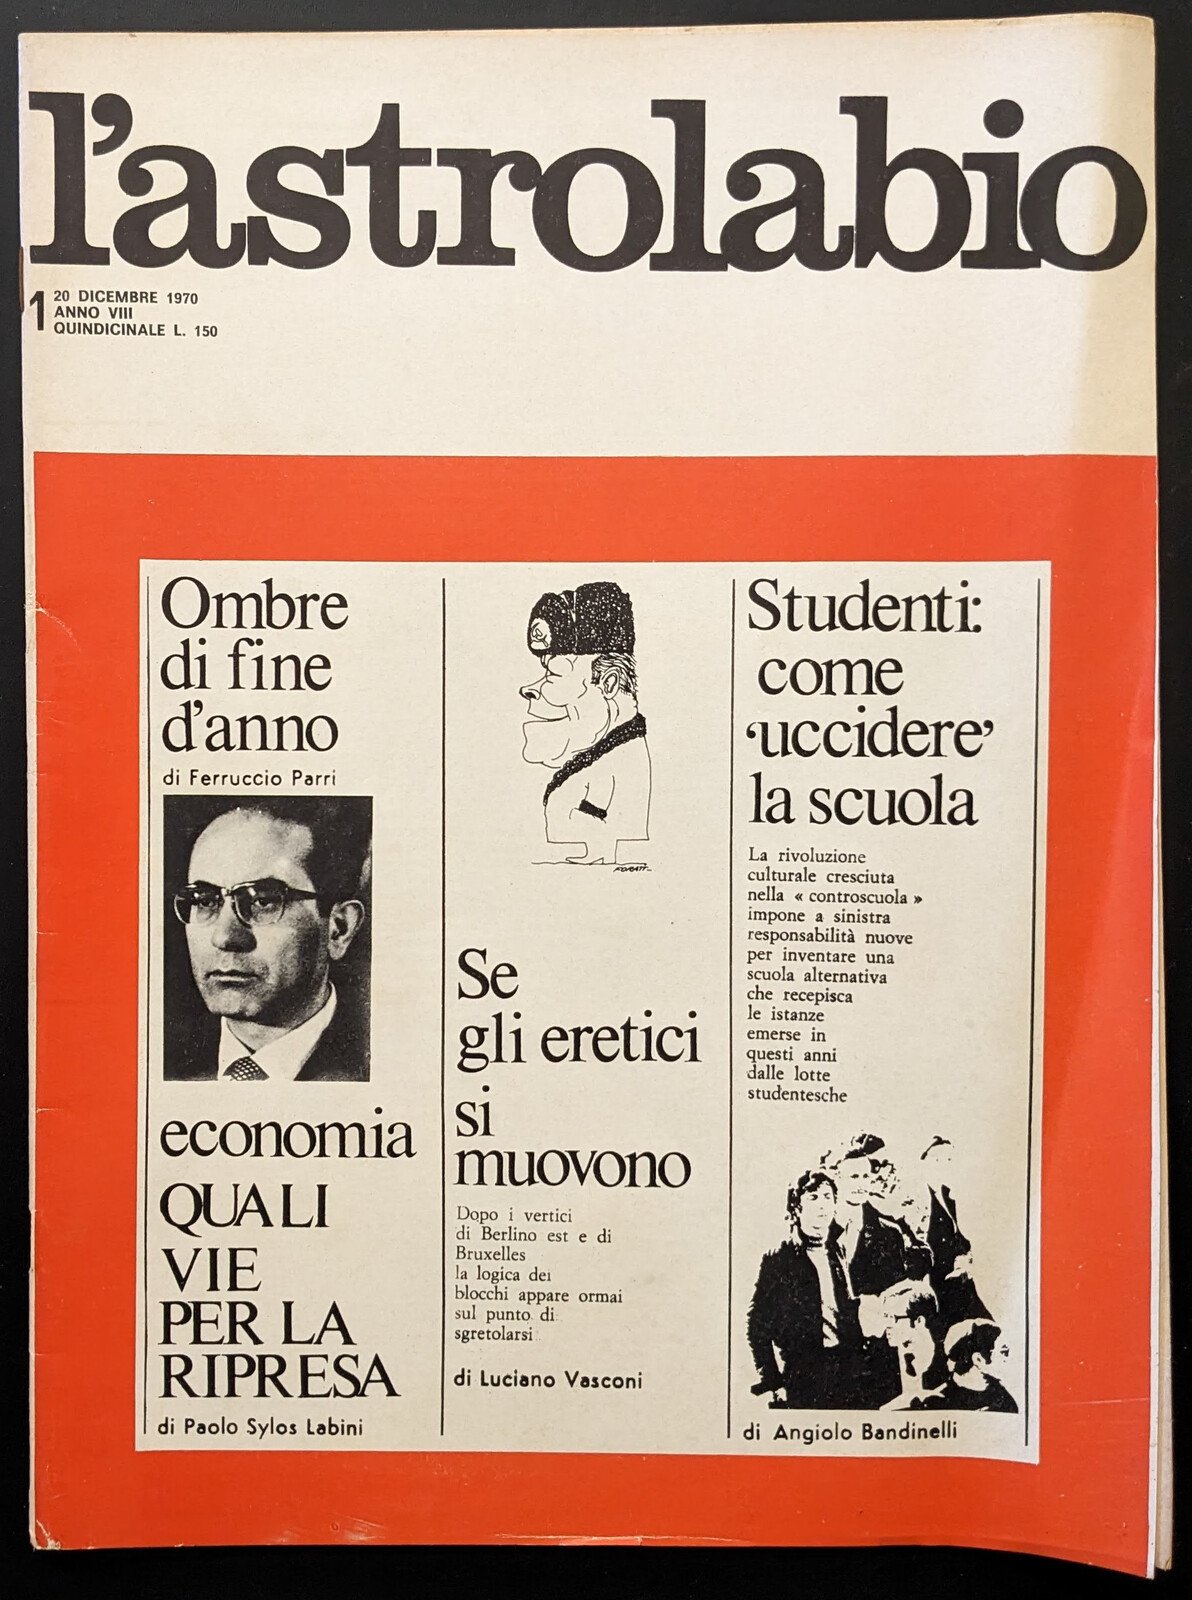 l'astrolabio
1
20 DICEMBRE 1970
ANNO VIII
QUINDICINALE L. 150
Ombre
di fine
d'anno
di Ferruccio Parri
economia
QUALI
VIE
PER LA
RIPRESA
di Paolo Sylos Labini
FORATT-
Se
gli eretici
si
muovono
Dopo i vertici
di Berlino est e di
Bruxelles
la logica dei
blocchi appare ormai
sul punto di
sgretolarsi
di Luciano Vasconi
Studenti:
come
'uccidere'
la scuola
La rivoluzione
culturale cresciuta
nella « controscuola »
impone a sinistra
responsabilità nuove
per inventare una
scuola alternativa
che recepisca
le istanze
emerse in
questi anni
dalle lotte
studentesche
di Angiolo Bandinelli